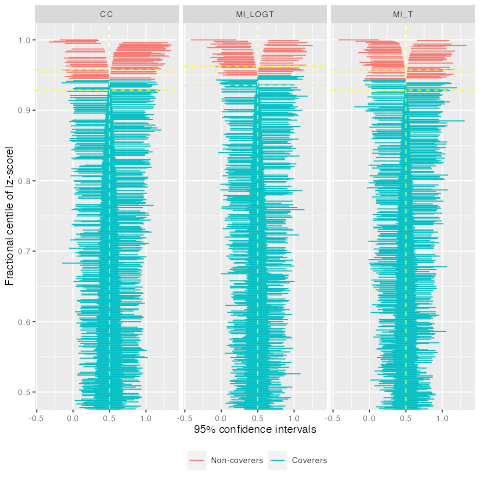 CC
MI_LOGT
MI_T
Fractional centile of |z-score|
1.0
0.9
0.8
0.7
0.6
0.5
-0.5 0.0 0.5 1.0
-0.5 0.0 0.5 1.0
-0.5 0.0 0.5 1.0
95% confidence intervals
Non-coverers
Coverers